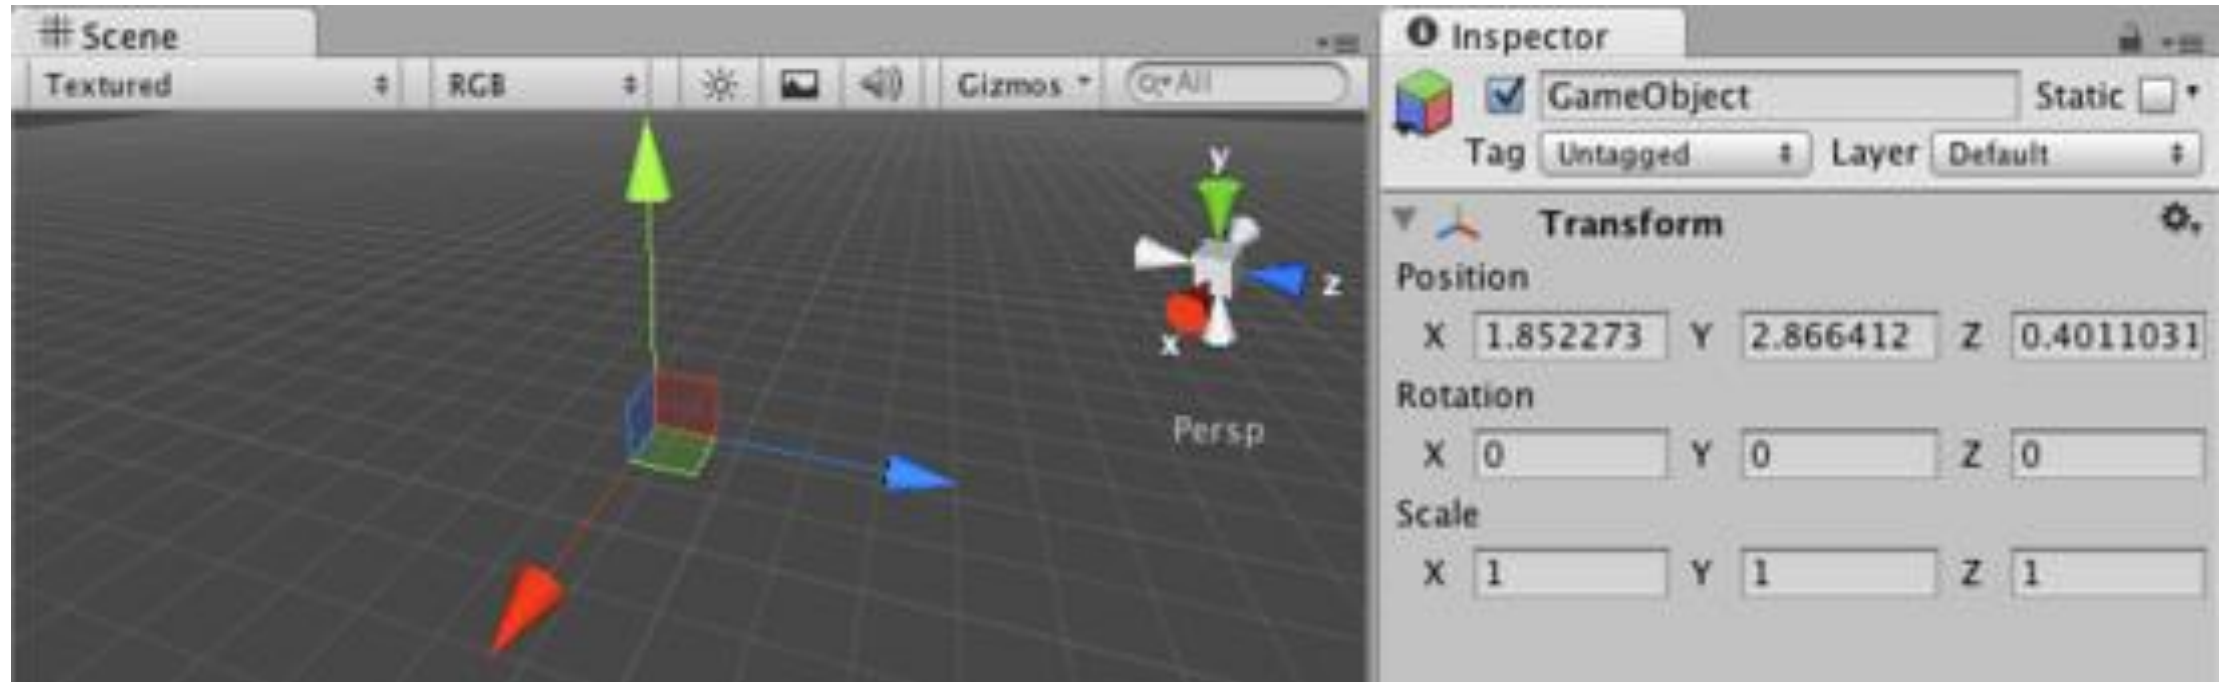 Scene
Textured RGB Gizmos All
y
z
x
Persp
Inspector
GameObject Static
Tag Untagged Layer Default
Transform
Position
X 1.852273 Y 2.866412 Z 0.4011031
Rotation
X 0 Y 0 Z 0
Scale
X 1 Y 1 Z 1